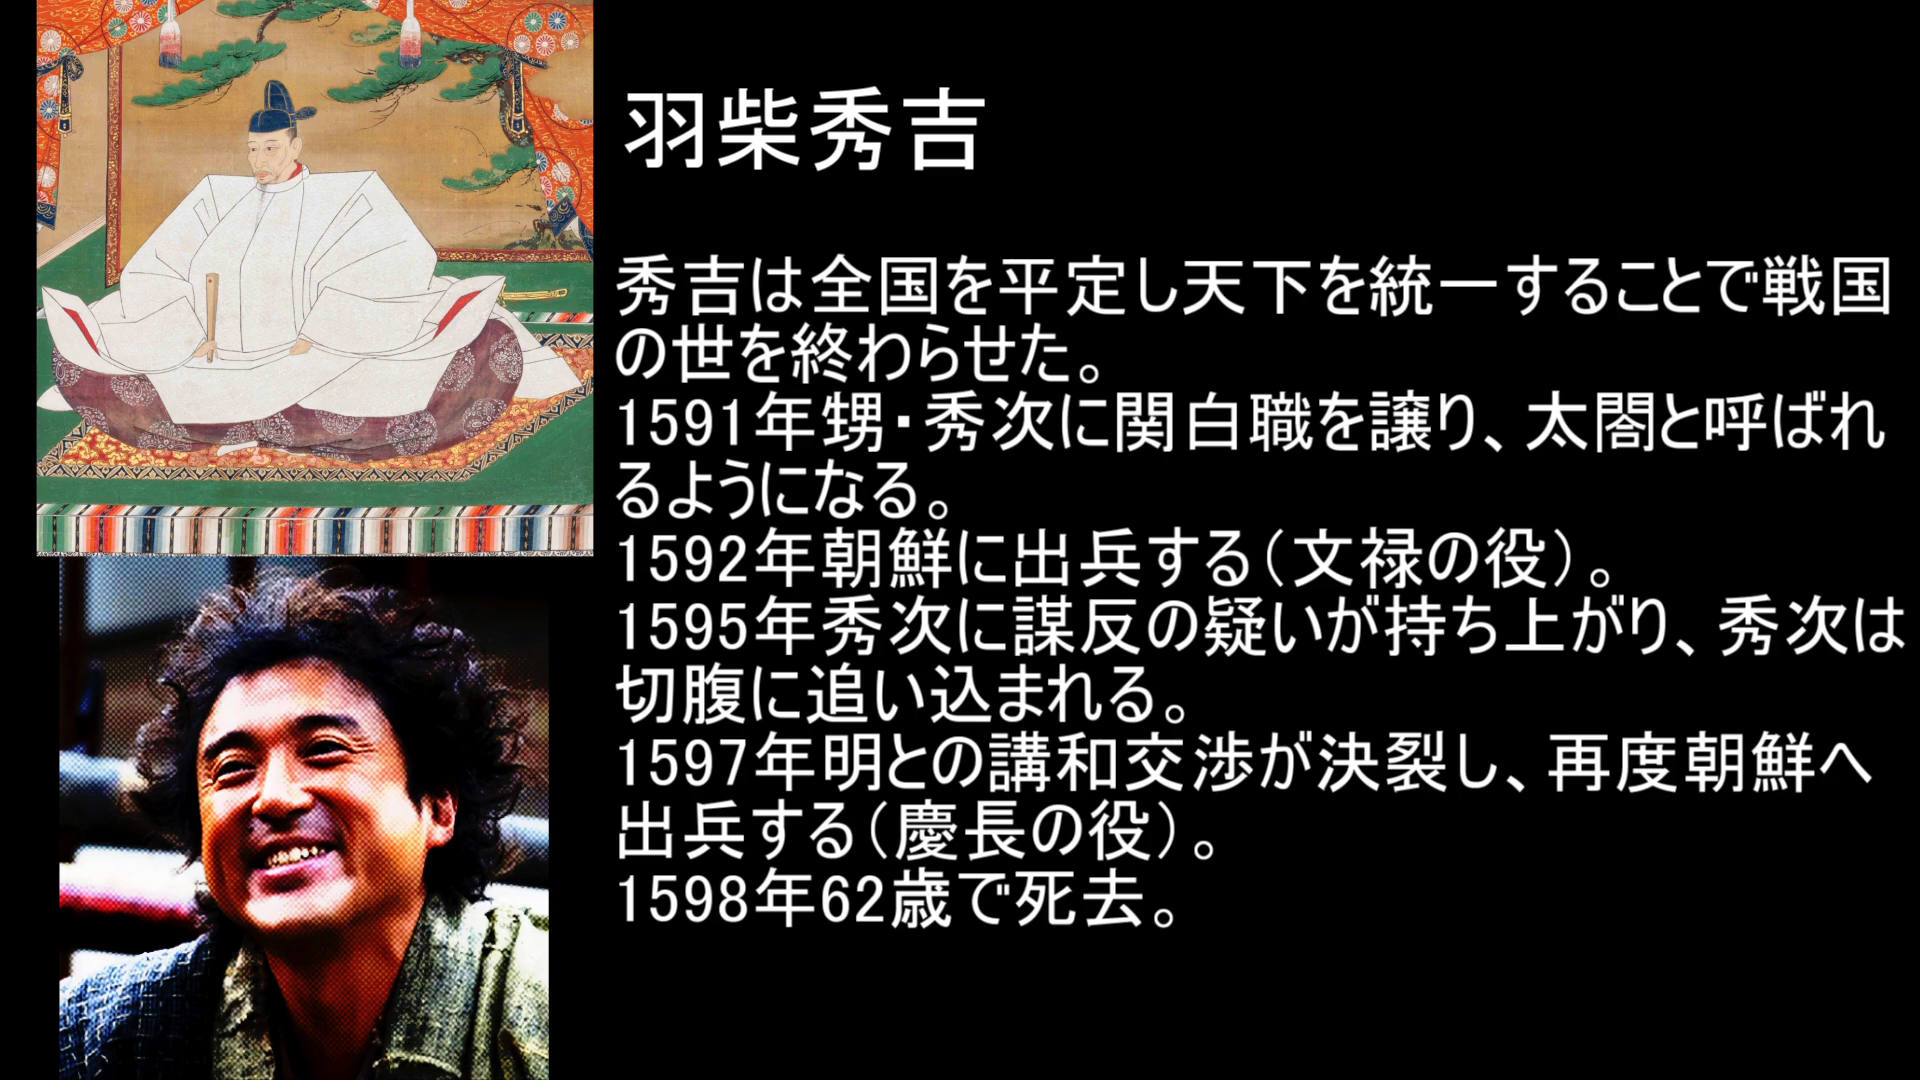 羽柴秀吉
秀吉は全国を平定し天下を統一することで戦国
の世を終わらせた。
1591年甥・秀次に関白職を譲り、太閤と呼ばれ
るようになる。
1592年朝鮮に出兵する（文禄の役）。
1595年秀次に謀反の疑いが持ち上がり、秀次は
切腹に追い込まれる。
1597年明との講和交渉が決裂し、再度朝鮮へ
出兵する（慶長の役）。
1598年62歳で死去。